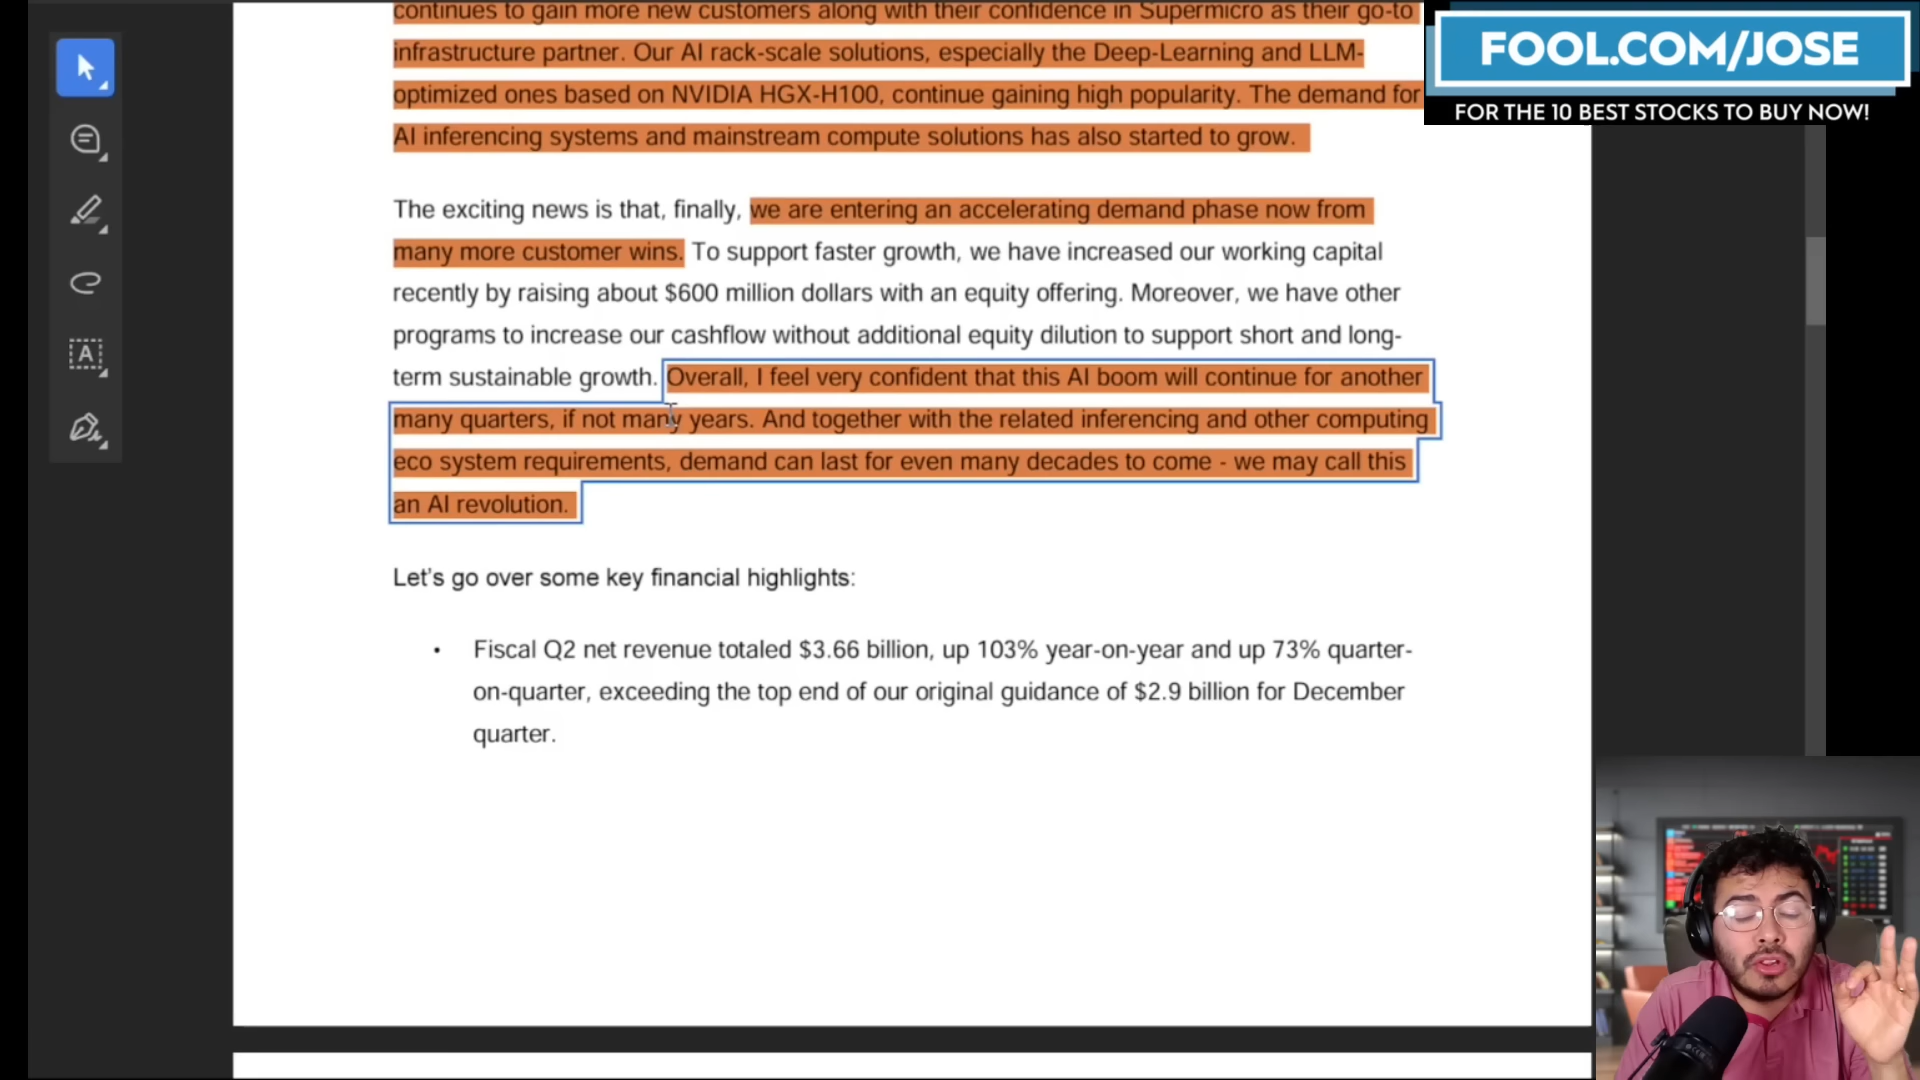 continues to gain more new customers along with their confidence in Supermicro as their go-to
infrastructure partner. Our AI rack-scale solutions, especially the Deep-Learning and LLM-
optimized ones based on NVIDIA HGX-H100, continue gaining high popularity. The demand for
AI inferencing systems and mainstream compute solutions has also started to grow.
The exciting news is that, finally, we are entering an accelerating demand phase now from
many more customer wins. To support faster growth, we have increased our working capital
recently by raising about $600 million dollars with an equity offering. Moreover, we have other
programs to increase our cashflow without additional equity dilution to support short and long-
term sustainable growth. Overall, I feel very confident that this AI boom will continue for another
many quarters, if not many years. And together with the related inferencing and other computing
eco system requirements, demand can last for even many decades to come - we may call this
an AI revolution.
Let's go over some key financial highlights:
• Fiscal Q2 net revenue totaled $3.66 billion, up 103% year-on-year and up 73% quarter-
on-quarter, exceeding the top end of our original guidance of $2.9 billion for December
quarter.
FOOL.COM/JOSE
FOR THE 10 BEST STOCKS TO BUY NOW!
A